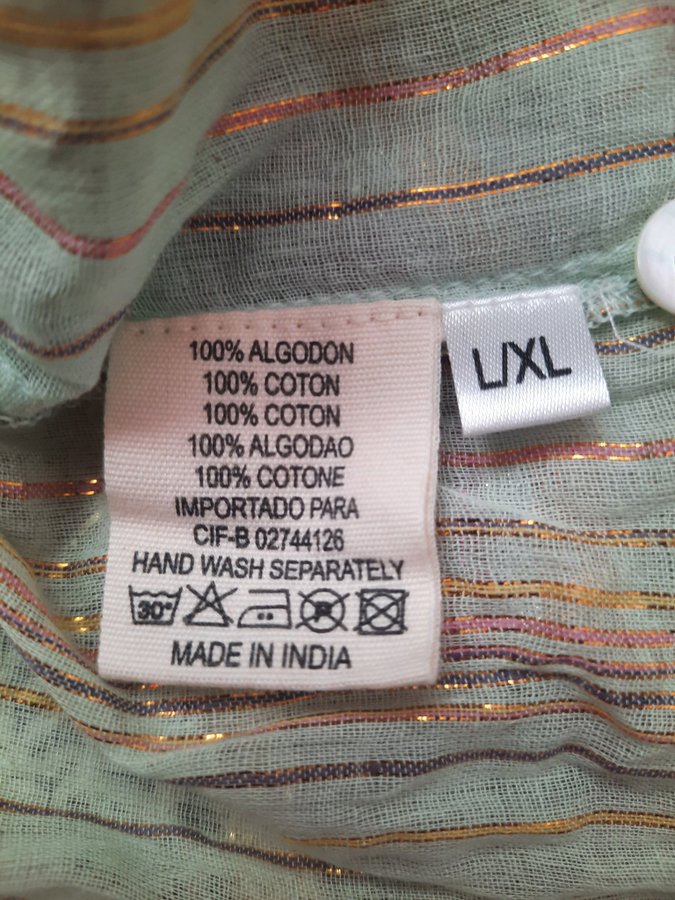 100% ALGODON
100% COTON
100% COTON
100% ALGODAO
100% COTONE
IMPORTADO PARA
CIF-B 02744126
HAND WASH SEPARATELY
30°
P
MADE IN INDIA
L/XL